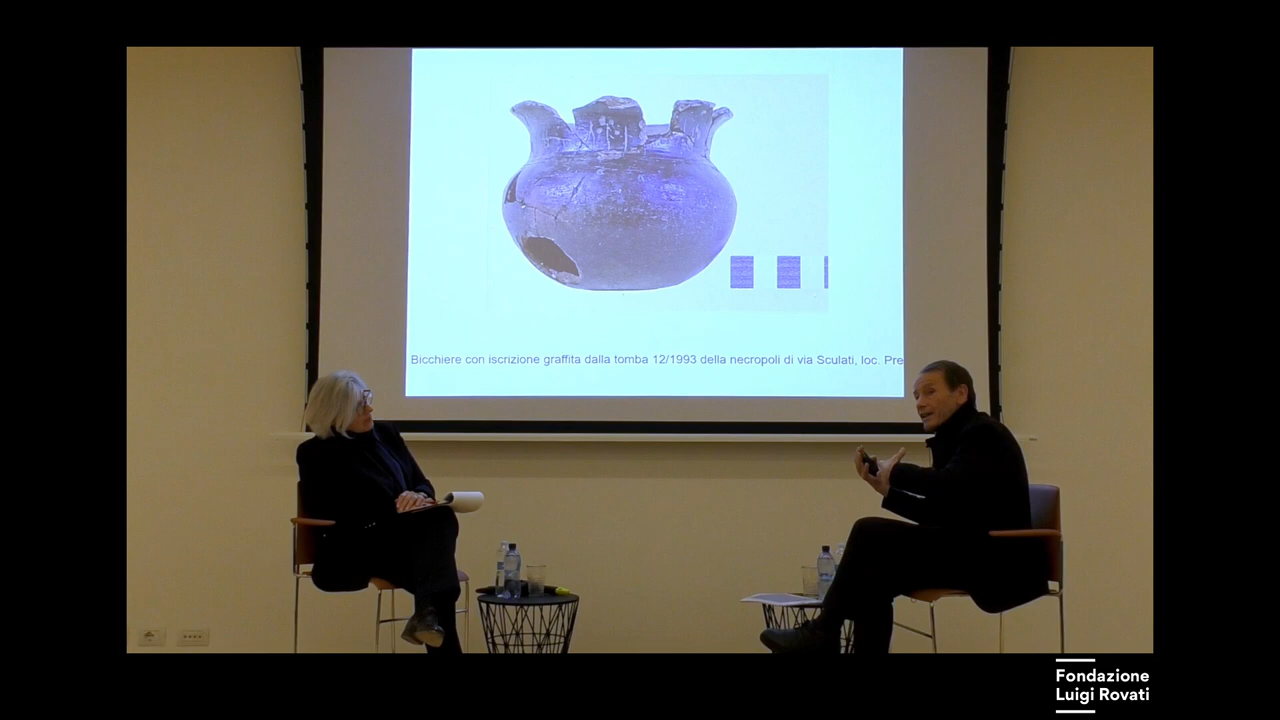 Bicchiere con iscrizione graffita dalla tomba 12/1993 della necropoli di via Sculati, loc. Pre
Fondazione
Luigi Rovati